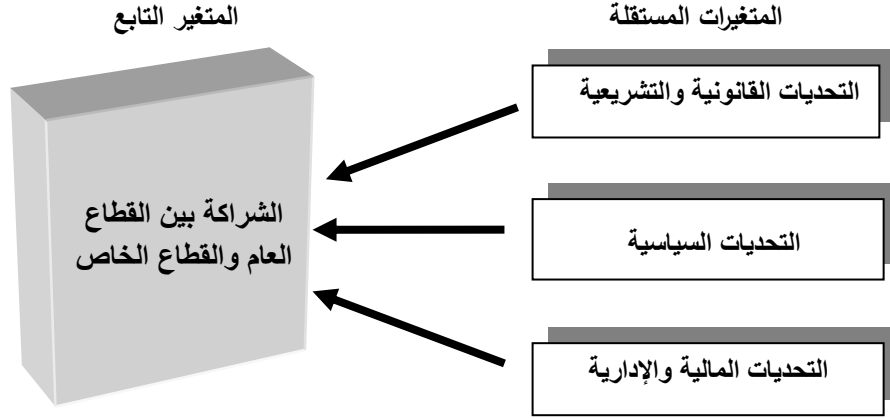 المتغيرات المستقلة
المتغير التابع
التحديات القانونية والتشريعية
التحديات السياسية
التحديات المالية والإدارية
الشراكة بين القطاع
العام والقطاع الخاص